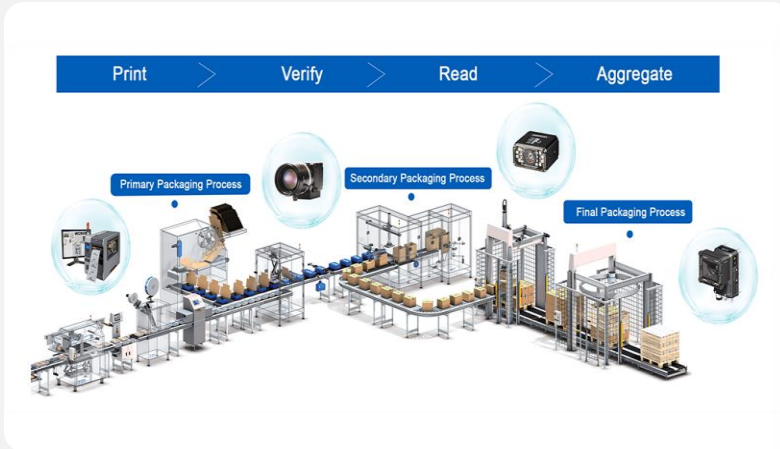 Print
Verify
Read
Aggregate
Primary Packaging Process
Secondary Packaging Process
Final Packaging Process